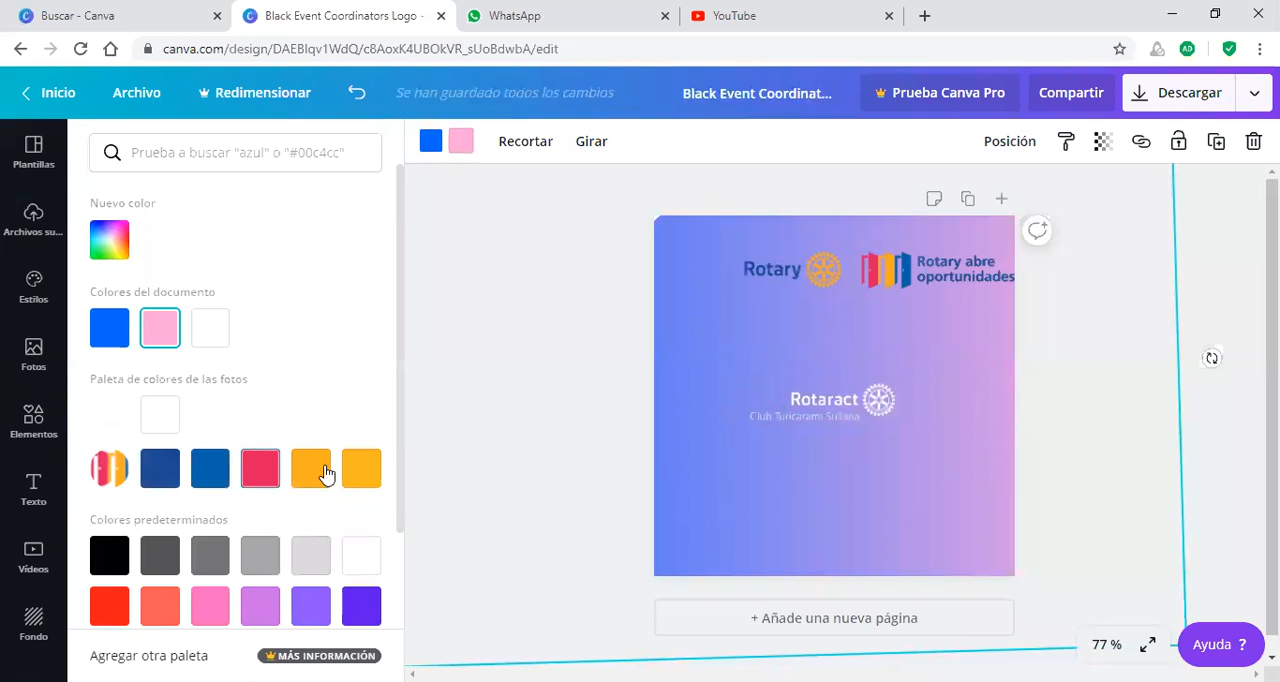 Buscar - Canva
Black Event Coordinators Logo -
WhatsApp
YouTube
canva.com/design/DAEBlqv1WdQ/c8AoxK4UBOkVR_sUoBdwbA/edit
AD
Inicio
Archivo
Redimensionar
Se han guardado todos los cambios
Black Event Coordinat...
Prueba Canva Pro
Compartir
Descargar
Plantillas
Archivos su...
Estilos
Fotos
Elementos
Texto
Vídeos
Fondo
Prueba a buscar "azul" o "#00c4cc"
Nuevo color
Colores del documento
Paleta de colores de las fotos
Colores predeterminados
Agregar otra paleta
MÁS INFORMACIÓN
Recortar
Girar
Posición
Rotary
Rotary abre
oportunidades
Rotaract
Club Turicarami Sullana
+ Añade una nueva página
77 %
Ayuda ?